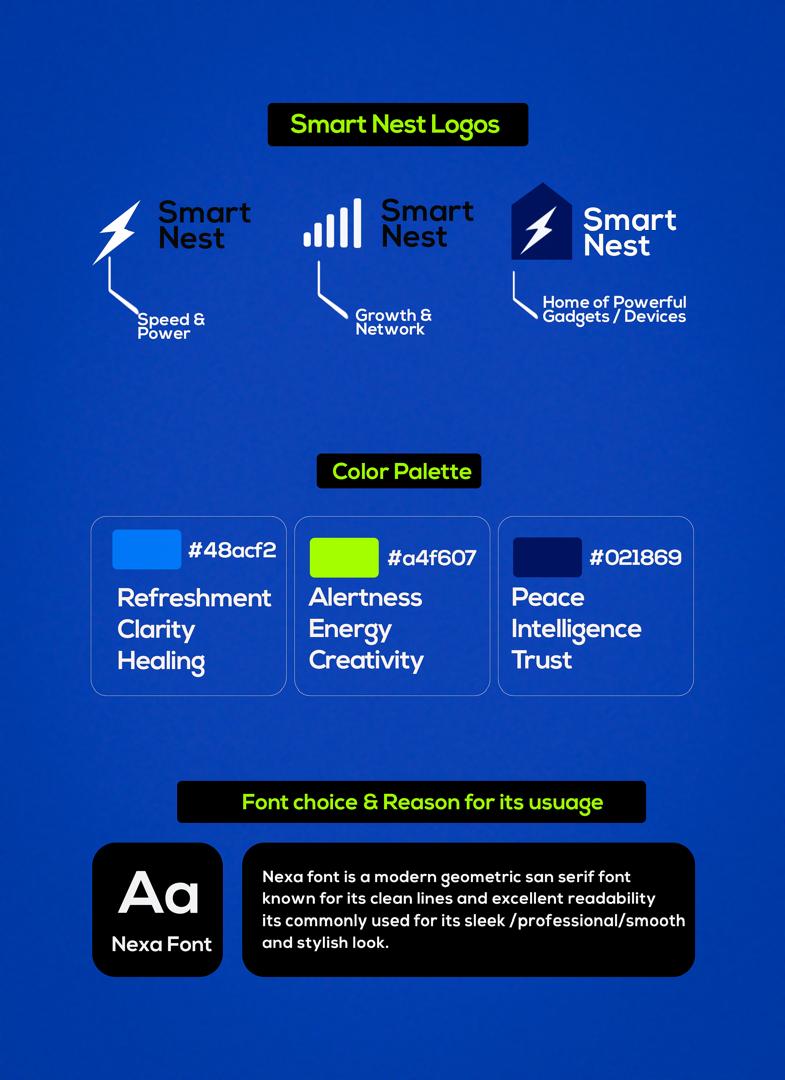 Smart Nest Logos
Smart
Nest
Smart
Nest
Smart
Nest
Speed &
Power
Growth &
Network
Home of Powerful
Gadgets / Devices
Color Palette
#48acf2
Refreshment
Clarity
Healing
#a4f607
Alertness
Energy
Creativity
#021869
Peace
Intelligence
Trust
Font choice & Reason for its usuage
Aa
Nexa Font
Nexa font is a modern geometric san serif font
known for its clean lines and excellent readability
its commonly used for its sleek /professional/smooth
and stylish look.